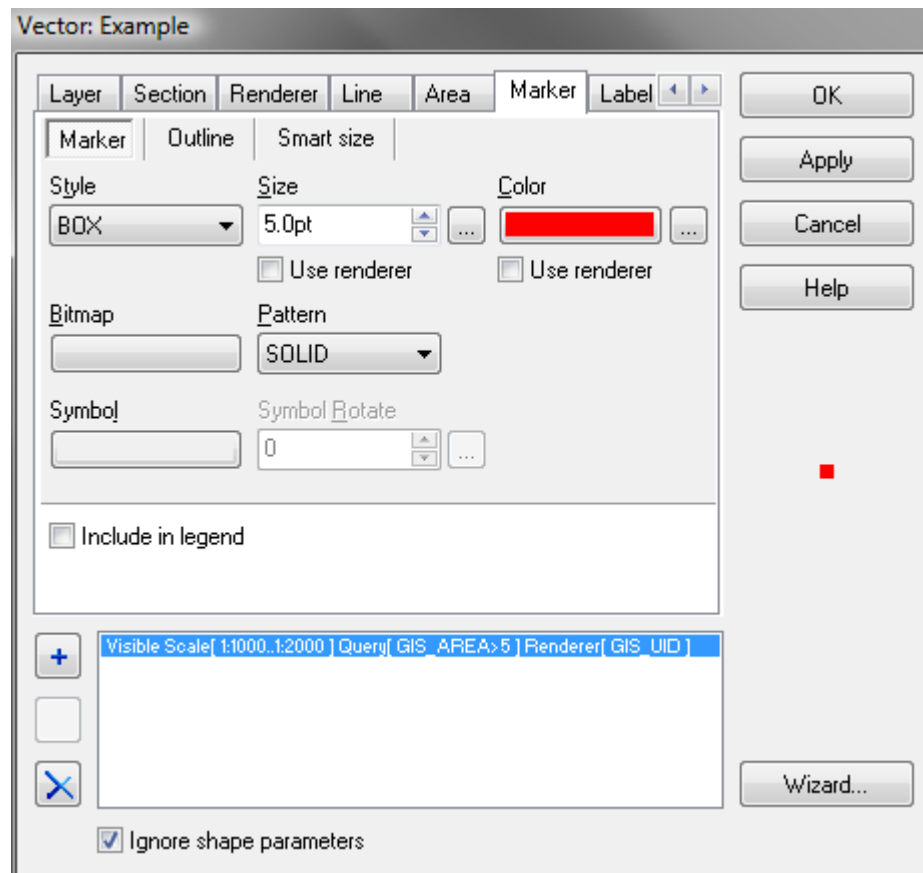 Vector: Example
Layer Section Renderer Line Area Marker Label
OK
Marker Outline Smart size
Apply
Style Size Color
BOX 5.0pt ... ...
Cancel
Use renderer Use renderer
Help
Bitmap Pattern
SOLID
Symbol Symbol Rotate
0 ...
Include in legend
Visible Scale[ 1:1000..1:2000 ] Query[ GIS_AREA>5 ] Renderer[ GIS_UID ]
Wizard...
Ignore shape parameters